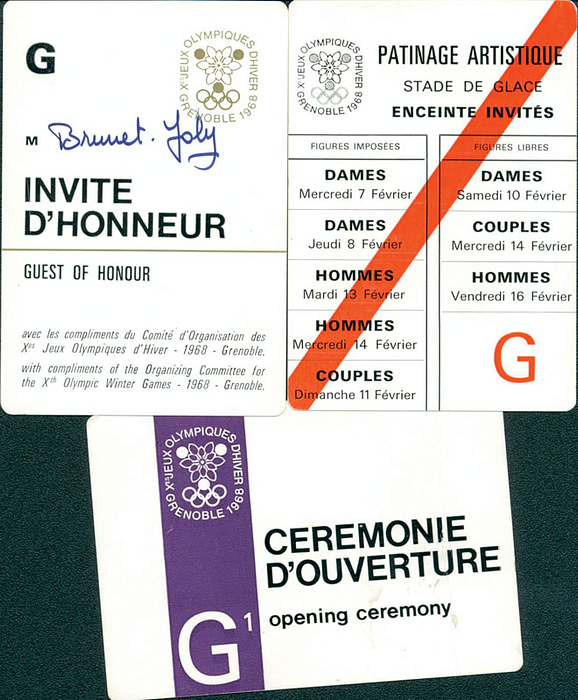 G
Xes JEUX OLYMPIQUES D'HIVER
GRENOBLE 1968
M Brunet-Joly
INVITE
D'HONNEUR
GUEST OF HONOUR
avec les compliments du Comité d'Organisation des
Xes Jeux Olympiques d'Hiver - 1968 - Grenoble.
with compliments of the Organizing Committee for
the Xth Olympic Winter Games - 1968 - Grenoble.
Xes JEUX OLYMPIQUES D'HIVER
GRENOBLE 1968
PATINAGE ARTISTIQUE
STADE DE GLACE
ENCEINTE INVITÉS
FIGURES IMPOSÉES
DAMES
Mercredi 7 Février
DAMES
Jeudi 8 Février
HOMMES
Mardi 13 Février
HOMMES
Mercredi 14 Février
COUPLES
Dimanche 11 Février
FIGURES LIBRES
DAMES
Samedi 10 Février
COUPLES
Mercredi 14 Février
HOMMES
Vendredi 16 Février
G
Xes JEUX OLYMPIQUES D'HIVER
GRENOBLE 1968
CEREMONIE
D'OUVERTURE
G1
opening ceremony